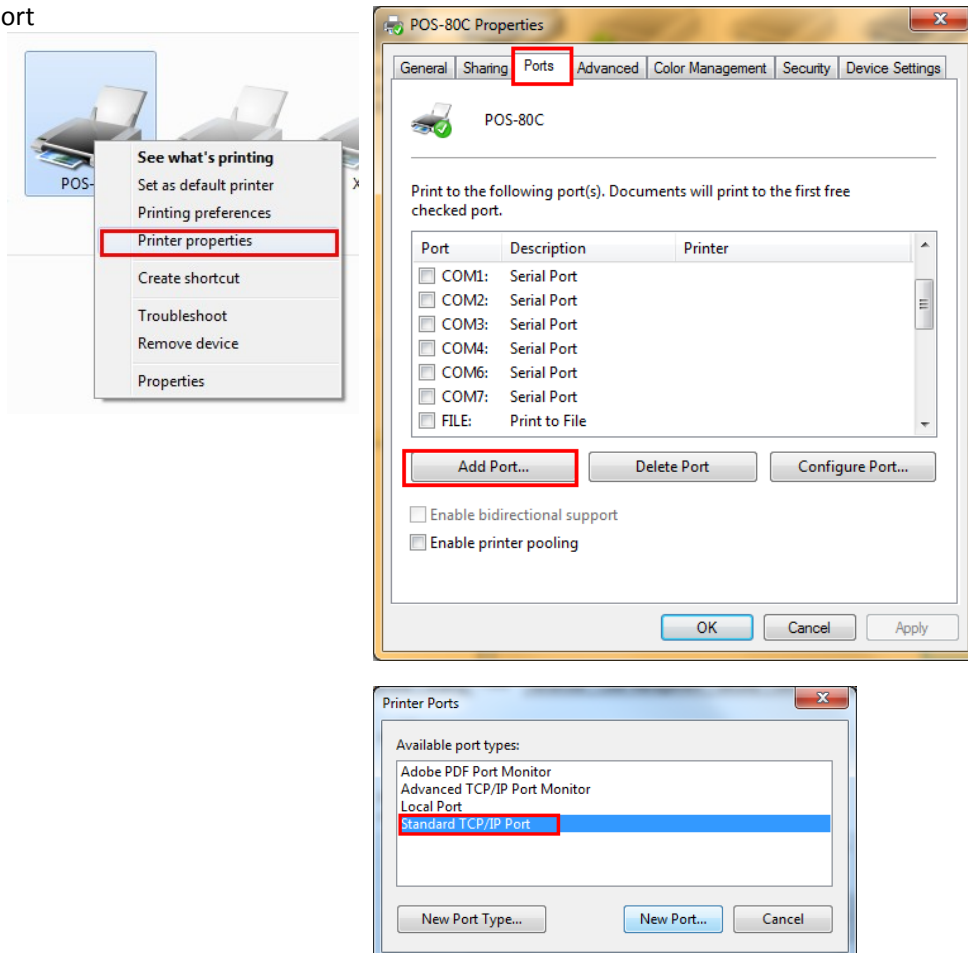 ort
POS-
X
See what's printing
Set as default printer
Printing preferences
Printer properties
Create shortcut
Troubleshoot
Remove device
Properties
POS-80C Properties
General Sharing Ports Advanced Color Management Security Device Settings
POS-80C
Print to the following port(s). Documents will print to the first free
checked port.
Port Description Printer
COM1: Serial Port
COM2: Serial Port
COM3: Serial Port
COM4: Serial Port
COM6: Serial Port
COM7: Serial Port
FILE: Print to File
Add Port... Delete Port Configure Port...
Enable bidirectional support
Enable printer pooling
OK Cancel Apply
Printer Ports
Available port types:
Adobe PDF Port Monitor
Advanced TCP/IP Port Monitor
Local Port
Standard TCP/IP Port
New Port Type... New Port... Cancel